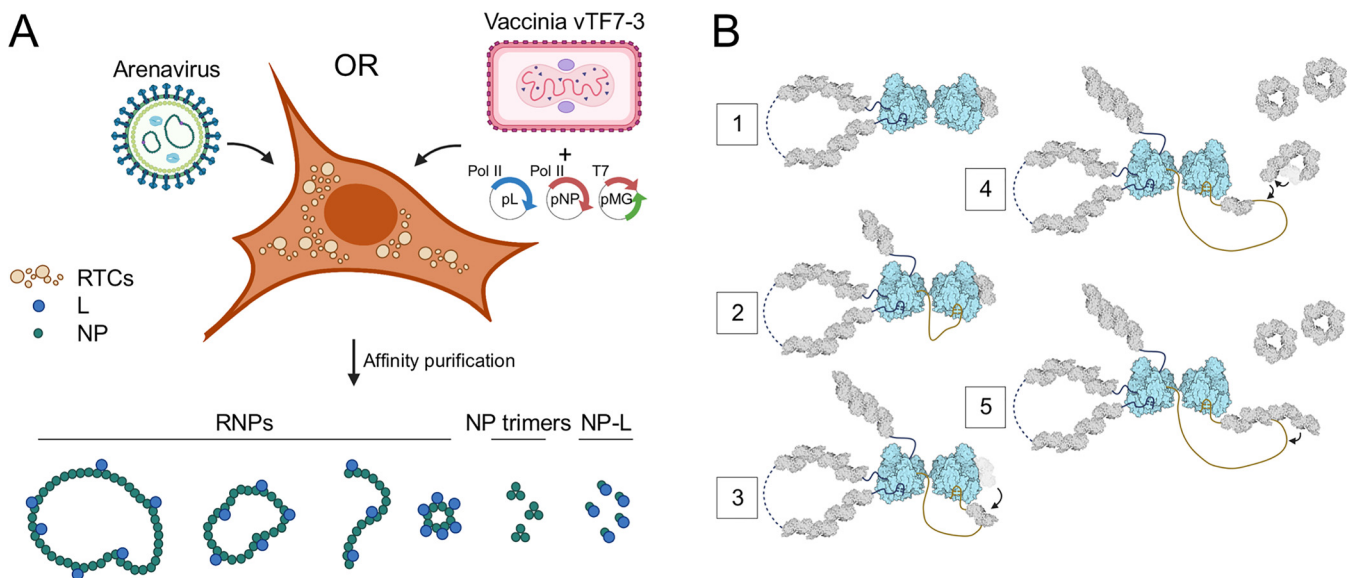 A
Arenavirus
OR
Vaccinia vTF7-3
+
Pol II
Pol II
T7
pL
pNP
pMG
RTCs
L
NP
Affinity purification
RNPs
NP trimers
NP-L
B
1
2
3
4
5